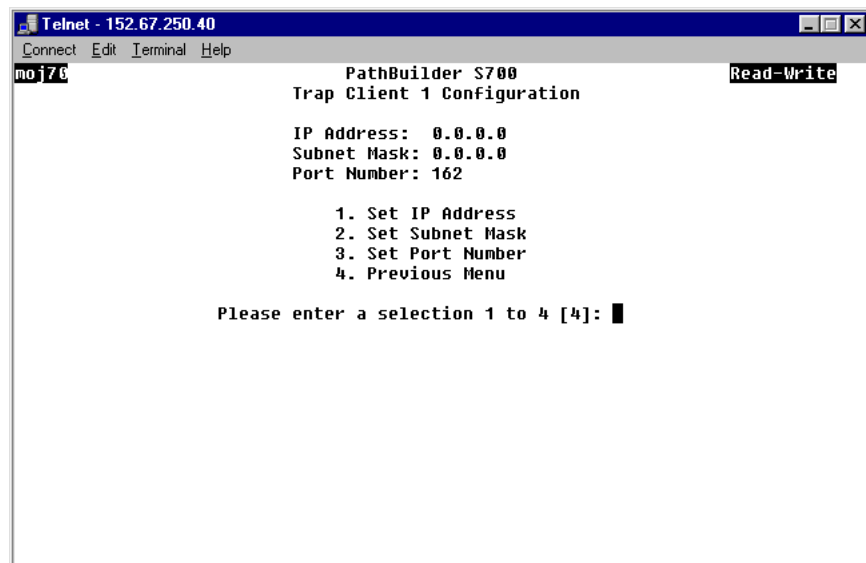 Telnet - 152.67.250.40
Connect Edit Terminal Help
moj70 PathBuilder S700 Read-Write
Trap Client 1 Configuration
IP Address: 0.0.0.0
Subnet Mask: 0.0.0.0
Port Number: 162
1. Set IP Address
2. Set Subnet Mask
3. Set Port Number
4. Previous Menu
Please enter a selection 1 to 4 [4]: